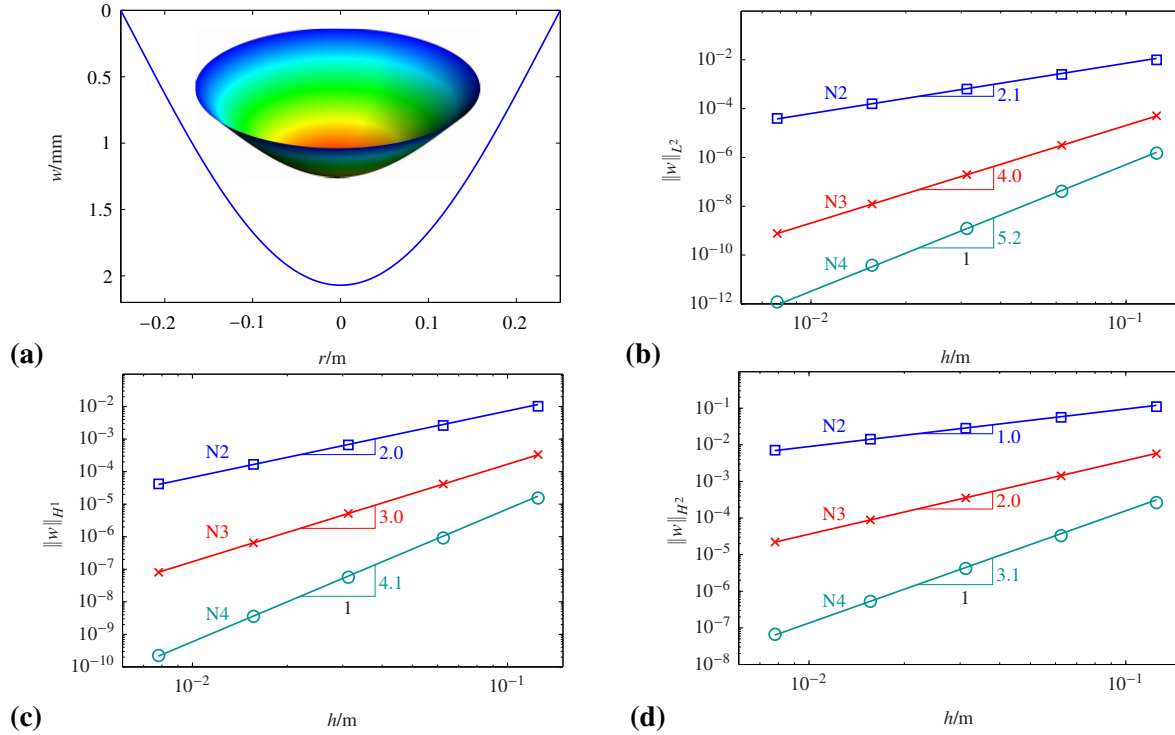 0
0.5
1
1.5
2
w/mm
−0.2
−0.1
0
0.1
0.2
r/m
(a)
10−2
10−4
10−6
10−8
10−10
10−12
|||w|||L2
N2
2.1
N3
4.0
N4
5.2
1
10−2
10−1
h/m
(b)
10−2
10−3
10−4
10−5
10−6
10−7
10−8
10−9
10−10
|||w|||H1
N2
2.0
N3
3.0
N4
4.1
1
10−2
10−1
h/m
(c)
10−1
10−2
10−3
10−4
10−5
10−6
10−7
10−8
|||w|||H2
N2
1.0
N3
2.0
N4
3.1
1
10−2
10−1
h/m
(d)